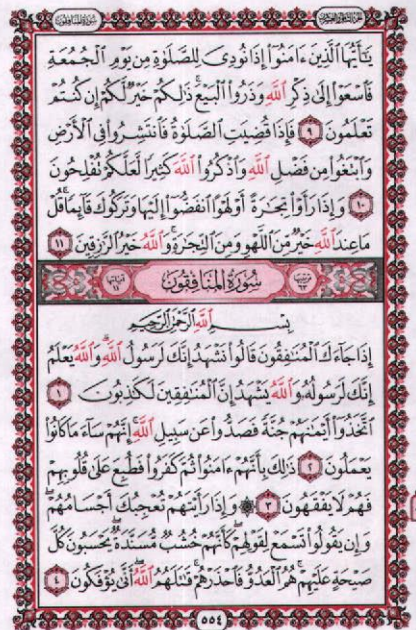 سورة المنافقون
الجزء الثامن والعشرون
يَٰٓأَيُّهَا ٱلَّذِينَ ءَامَنُوٓا۟ إِذَا نُودِىَ لِلصَّلَوٰةِ مِن يَوْمِ ٱلْجُمُعَةِ
فَٱسْعَوْا۟ إِلَىٰ ذِكْرِ ٱللَّهِ وَذَرُوا۟ ٱلْبَيْعَ ۚ ذَٰلِكُمْ خَيْرٌ لَّكُمْ إِن كُنتُمْ
تَعْلَمُونَ ٩ فَإِذَا قُضِيَتِ ٱلصَّلَوٰةُ فَٱنتَشِرُوا۟ فِى ٱلْأَرْضِ
وَٱبْتَغُوا۟ مِن فَضْلِ ٱللَّهِ وَٱذْكُرُوا۟ ٱللَّهَ كَثِيرًا لَّعَلَّكُمْ تُفْلِحُونَ
١٠ وَإِذَا رَأَوْا۟ تِجَٰرَةً أَوْ لَهْوًا ٱنفَضُّوٓا۟ إِلَيْهَا وَتَرَكُوكَ قَآئِمًا ۚ قُلْ
مَا عِندَ ٱللَّهِ خَيْرٌ مِّنَ ٱللَّهْوِ وَمِنَ ٱلتِّجَٰرَةِ ۚ وَٱللَّهُ خَيْرُ ٱلرَّٰزِقِينَ ١١
سُورَةُ المُنَافِقُونَ
بِسْمِ ٱللَّهِ ٱلرَّحْمَٰنِ ٱلرَّحِيمِ
إِذَا جَآءَكَ ٱلْمُنَٰفِقُونَ قَالُوا۟ نَشْهَدُ إِنَّكَ لَرَسُولُ ٱللَّهِ ۗ وَٱللَّهُ يَعْلَمُ
إِنَّكَ لَرَسُولُهُۥ وَٱللَّهُ يَشْهَدُ إِنَّ ٱلْمُنَٰفِقِينَ لَكَٰذِبُونَ ١
ٱتَّخَذُوٓا۟ أَيْمَٰنَهُمْ جُنَّةً فَصَدُّوا۟ عَن سَبِيلِ ٱللَّهِ ۚ إِنَّهُمْ سَآءَ مَا كَانُوا۟
يَعْمَلُونَ ٢ ذَٰلِكَ بِأَنَّهُمْ ءَامَنُوا۟ ثُمَّ كَفَرُوا۟ فَطُبِعَ عَلَىٰ قُلُوبِهِمْ
فَهُمْ لَا يَفْقَهُونَ ٣ ۞ وَإِذَا رَأَيْتَهُمْ تُعْجِبُكَ أَجْسَامُهُمْ ۖ
وَإِن يَقُولُوا۟ تَسْمَعْ لِقَوْلِهِمْ ۖ كَأَنَّهُمْ خُشُبٌ مُّسَنَّدَةٌ ۖ يَحْسَبُونَ كُلَّ
صَيْحَةٍ عَلَيْهِمْ ۚ هُمُ ٱلْعَدُوُّ فَٱحْذَرْهُمْ ۚ قَٰتَلَهُمُ ٱللَّهُ ۖ أَنَّىٰ يُؤْفَكُونَ ٤
٥٥٤